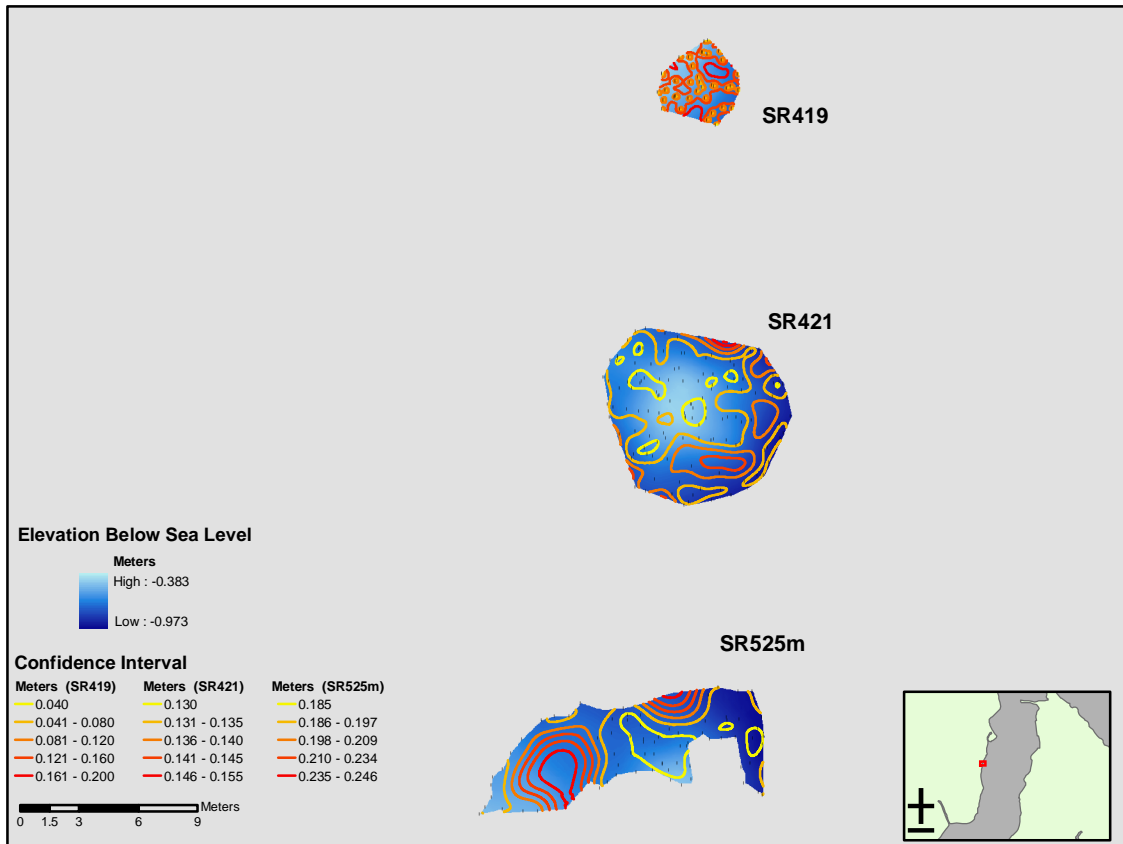 SR419
SR421
SR525m
Elevation Below Sea Level
Meters
High : -0.383
Low : -0.973
Confidence Interval
Meters (SR419) Meters (SR421) Meters (SR525m)
0.040 0.130 0.185
0.041 - 0.080 0.131 - 0.135 0.186 - 0.197
0.081 - 0.120 0.136 - 0.140 0.198 - 0.209
0.121 - 0.160 0.141 - 0.145 0.210 - 0.234
0.161 - 0.200 0.146 - 0.155 0.235 - 0.246
Meters
0 1.5 3 6 9